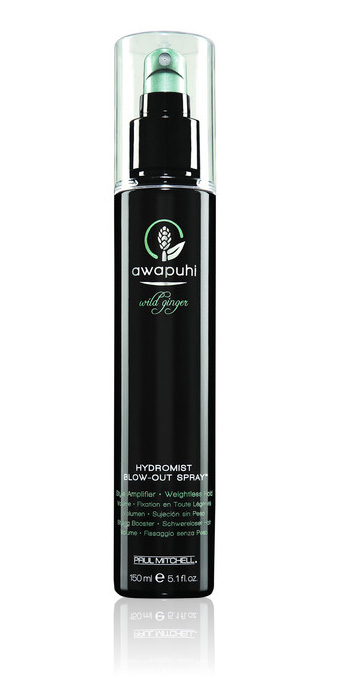 awapuhi
wild ginger
HYDROMIST
BLOW-OUT SPRAY™
Style Amplifier • Weightless Hold
Volume • Fixation en Toute Légèreté
Volumen • Sujeción sin Peso
Styling Booster • Schwereloser Halt
Volume • Fissaggio senza Peso
PAUL MITCHELL®
150 ml e 5.1 fl. oz.